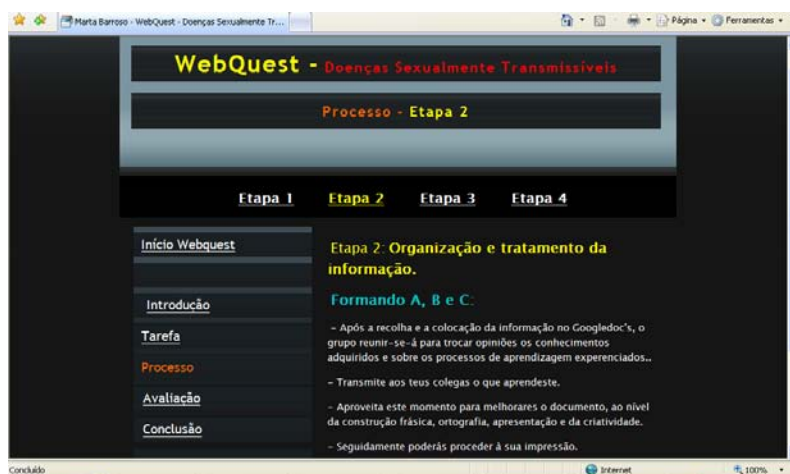 Marta Barroso - WebQuest - Doenças Sexualmente Tr...
Página
Ferramentas
WebQuest - Doenças Sexualmente Transmissíveis
Processo - Etapa 2
Etapa 1 Etapa 2 Etapa 3 Etapa 4
Início Webquest
Introdução
Tarefa
Processo
Avaliação
Conclusão
Etapa 2: Organização e tratamento da
informação.
Formando A, B e C:
– Após a recolha e a colocação da informação no Googledoc's, o
grupo reunir-se-á para trocar opiniões os conhecimentos
adquiridos e sobre os processos de aprendizagem experenciados..
– Transmite aos teus colegas o que aprendeste.
– Aproveita este momento para melhorares o documento, ao nível
da construção frásica, ortografia, apresentação e da criatividade.
– Seguidamente poderás proceder à sua impressão.
Concluído
Internet
100%